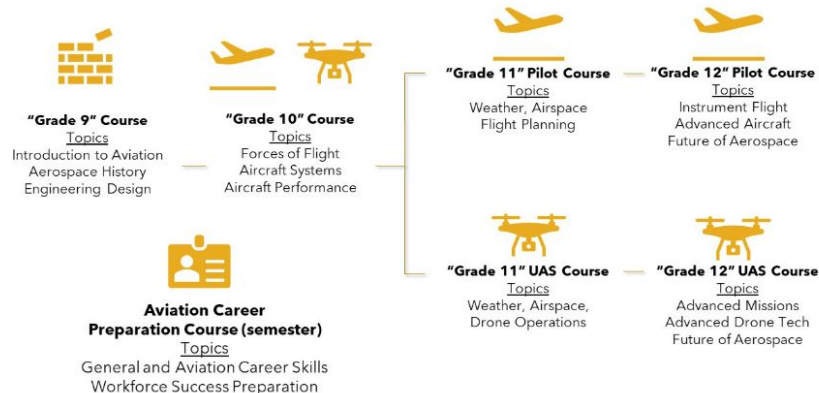 "Grade 9" Course
Topics
Introduction to Aviation
Aerospace History
Engineering Design
"Grade 10" Course
Topics
Forces of Flight
Aircraft Systems
Aircraft Performance
"Grade 11" Pilot Course
Topics
Weather, Airspace
Flight Planning
"Grade 12" Pilot Course
Topics
Instrument Flight
Advanced Aircraft
Future of Aerospace
"Grade 11" UAS Course
Topics
Weather, Airspace,
Drone Operations
"Grade 12" UAS Course
Topics
Advanced Missions
Advanced Drone Tech
Future of Aerospace
Aviation Career
Preparation Course (semester)
Topics
General and Aviation Career Skills
Workforce Success Preparation